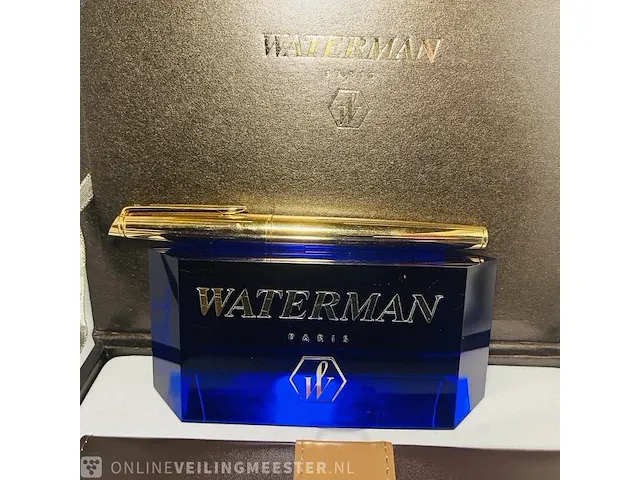 WATERMAN
PARIS
W
WATERMAN
PARIS
W
ONLINEVEILINGMEESTER.NL